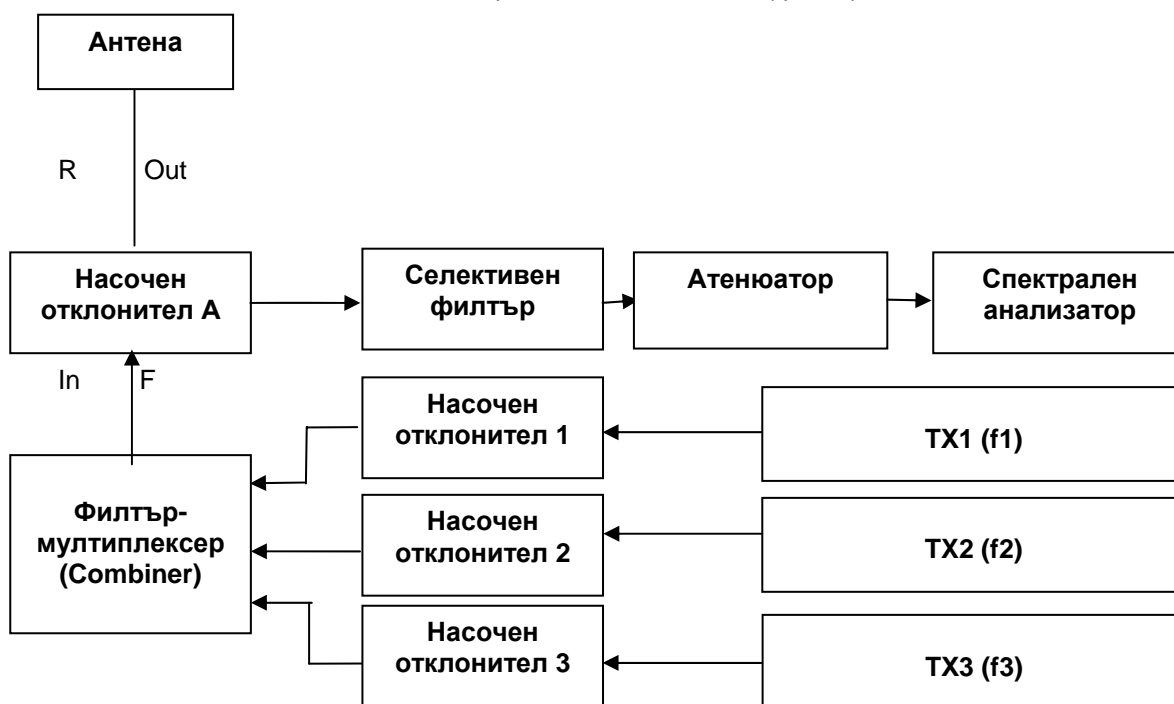 Антена
R
Out
Насочен
отклонител А
Селективен
филтър
Атенюатор
Спектрален
анализатор
In
F
Насочен
отклонител 1
TX1 (f1)
Филтър-
мултиплексер
(Combiner)
Насочен
отклонител 2
TX2 (f2)
Насочен
отклонител 3
TX3 (f3)